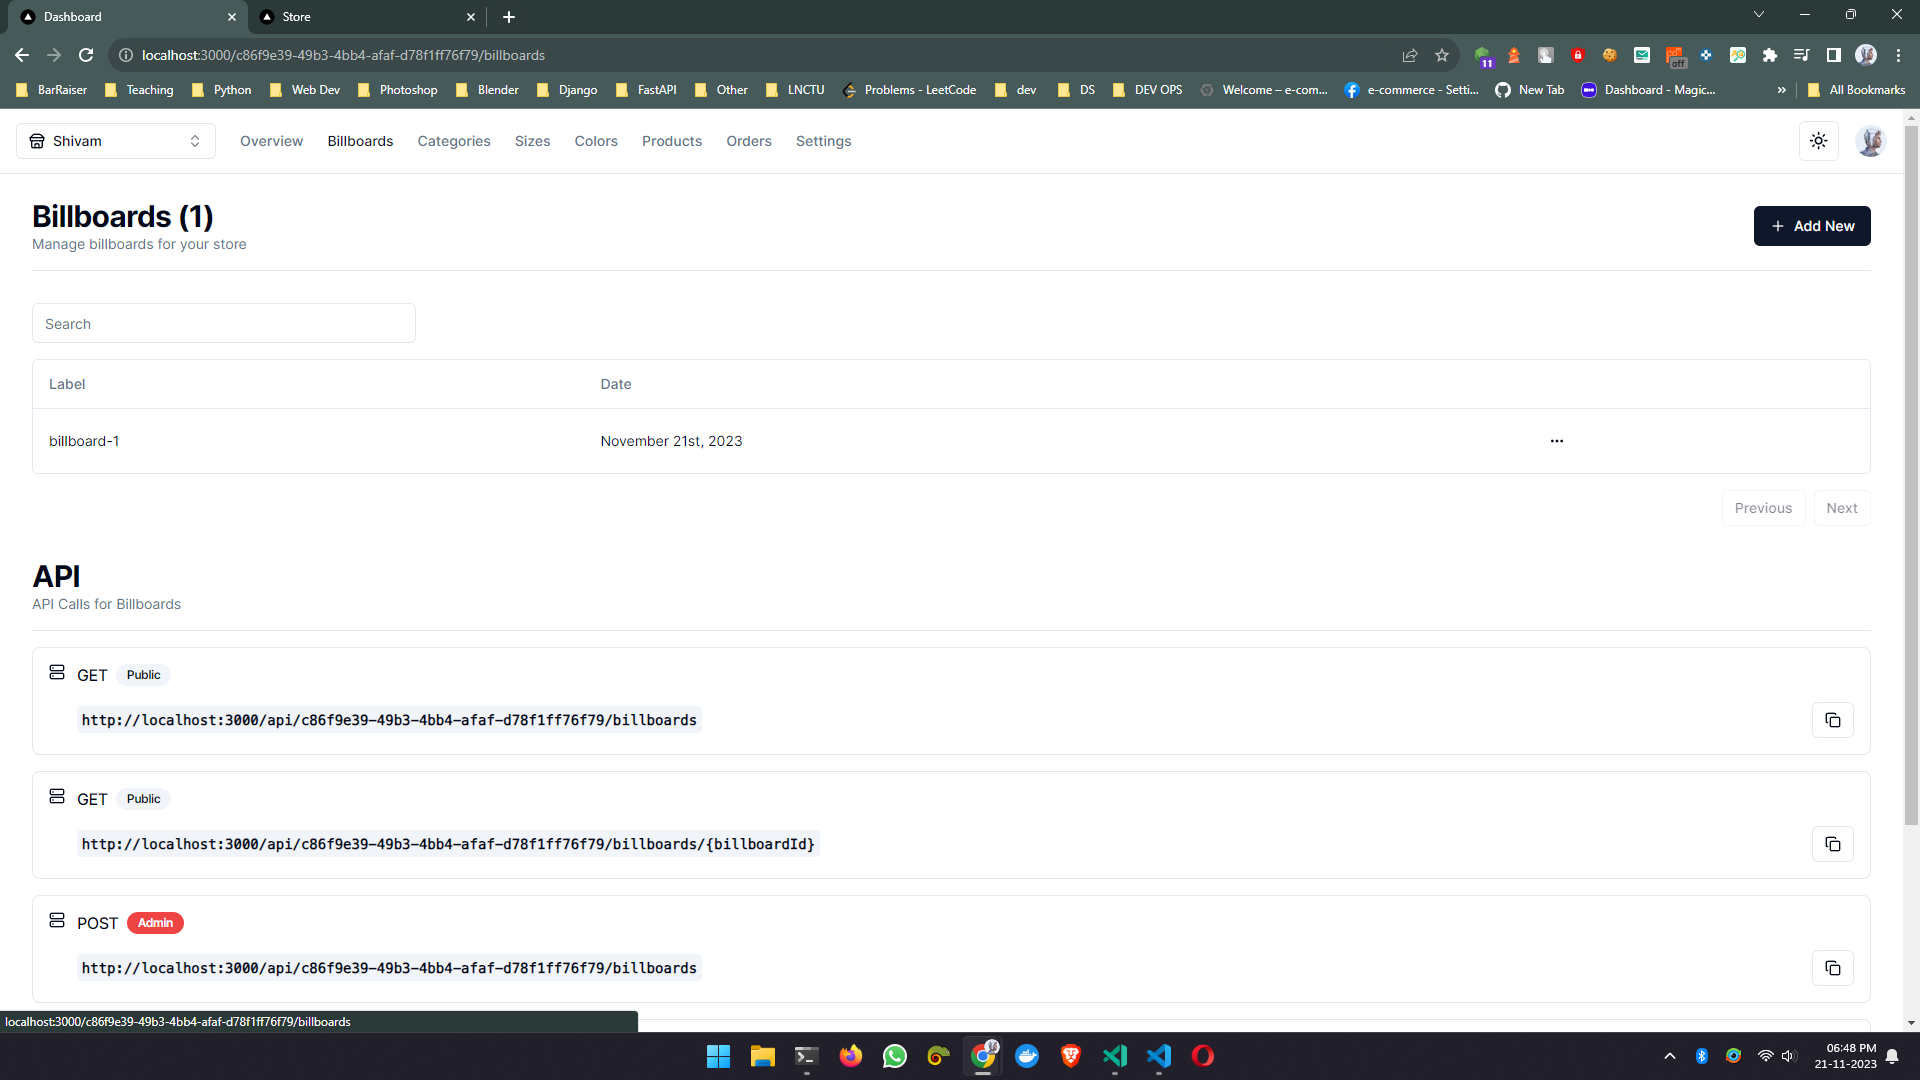 Dashboard
Store
localhost:3000/c86f9e39-49b3-4bb4-afaf-d78f1ff76f79/billboards
11
off
BarRaiser Teaching Python Web Dev Photoshop Blender Django FastAPI Other LNCTU Problems - LeetCode dev DS DEV OPS Welcome – e-com... e-commerce - Setti... New Tab Dashboard - Magic... » All Bookmarks
Shivam Overview Billboards Categories Sizes Colors Products Orders Settings
Billboards (1)
Manage billboards for your store
+ Add New
Search
Label Date
billboard-1 November 21st, 2023 ...
Previous Next
API
API Calls for Billboards
GET Public
http://localhost:3000/api/c86f9e39-49b3-4bb4-afaf-d78f1ff76f79/billboards
GET Public
http://localhost:3000/api/c86f9e39-49b3-4bb4-afaf-d78f1ff76f79/billboards/{billboardId}
POST Admin
http://localhost:3000/api/c86f9e39-49b3-4bb4-afaf-d78f1ff76f79/billboards
localhost:3000/c86f9e39-49b3-4bb4-afaf-d78f1ff76f79/billboards
06:48 PM
21-11-2023